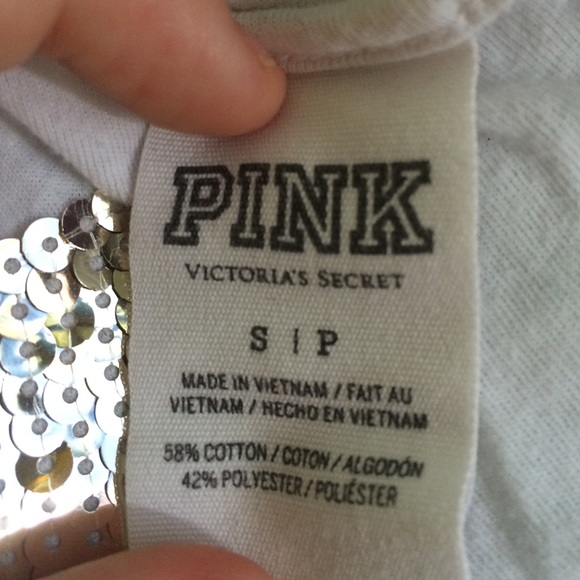 PINK
VICTORIA'S SECRET
S | P
MADE IN VIETNAM / FAIT AU
VIETNAM / HECHO EN VIETNAM
58% COTTON / COTON / ALGODÓN
42% POLYESTER / POLIÉSTER